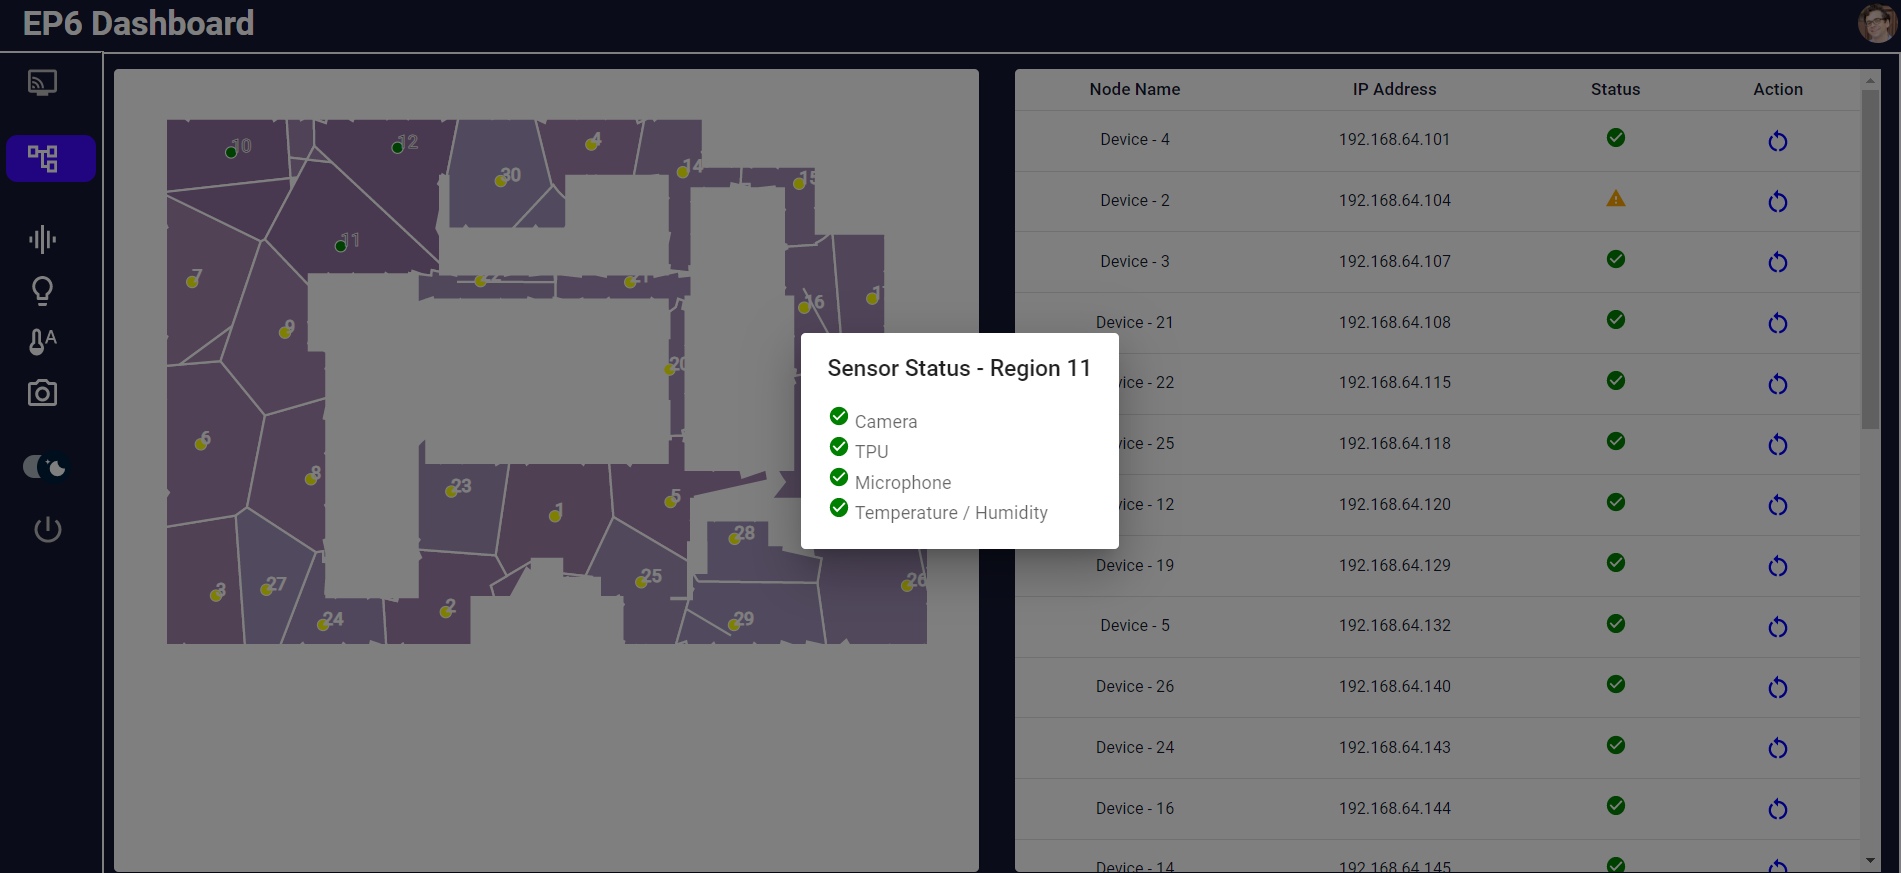 EP6 Dashboard
10
12
30
4
14
15
11
7
22
21
16
9
20
6
8
23
1
5
28
3
27
24
2
25
29
26
Node Name IP Address Status Action
Device - 4 192.168.64.101
Device - 2 192.168.64.104
Device - 3 192.168.64.107
Device - 21 192.168.64.108
Sensor Status - Region 11
Camera
TPU
Microphone
Temperature / Humidity
vice - 22 192.168.64.115
vice - 25 192.168.64.118
vice - 12 192.168.64.120
Device - 19 192.168.64.129
Device - 5 192.168.64.132
Device - 26 192.168.64.140
Device - 24 192.168.64.143
Device - 16 192.168.64.144
Device - 14 192.168.64.145
A